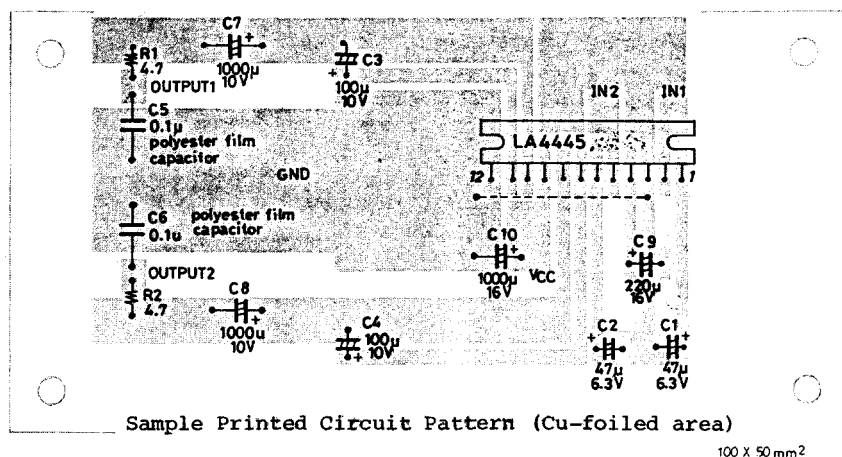 C7
1000μ
10V
R1
4.7
OUTPUT1
C3
100μ
10V
C5
0.1μ
polyester film
capacitor
IN2 IN1
LA4445
12 1
GND
C6
0.1u
polyester film
capacitor
OUTPUT2
R2
4.7
C8
1000μ
10V
C4
100μ
10V
C10
1000μ
16V
VCC
C9
220μ
16V
C2
47μ
6.3V
C1
47μ
6.3V
Sample Printed Circuit Pattern (Cu-foiled area)
100 X 50 mm²